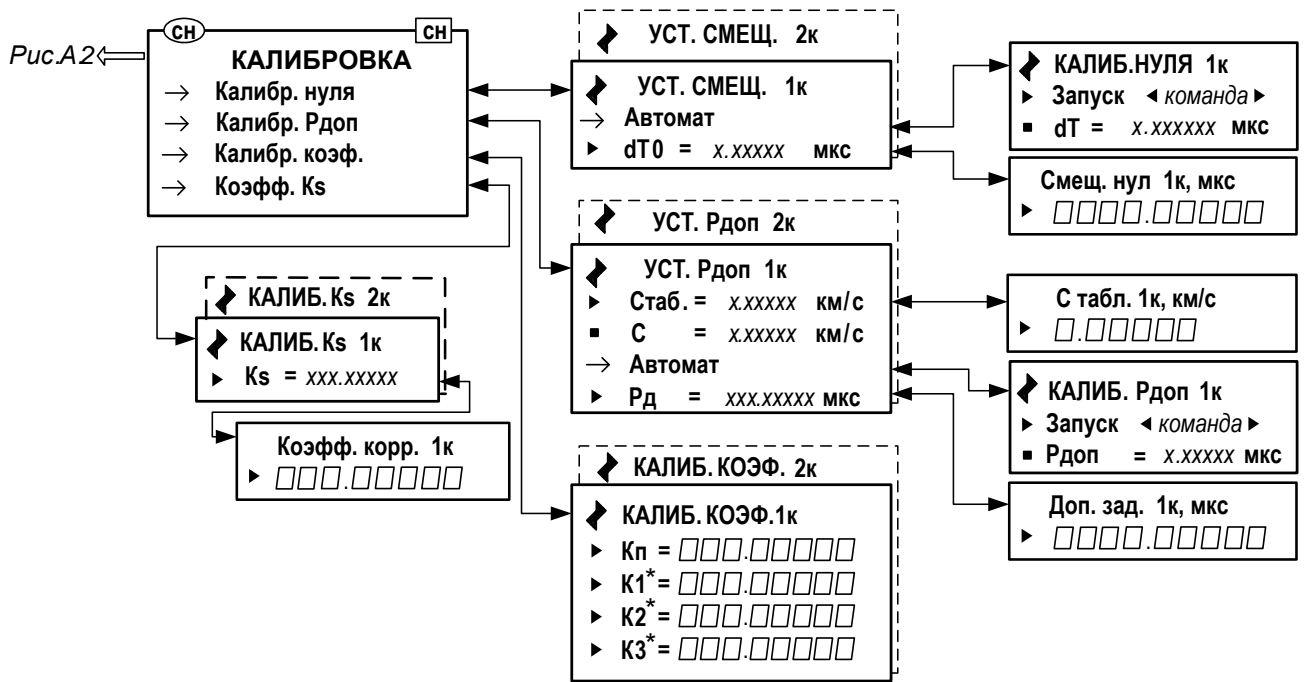 Рис.А2
СН
СН
КАЛИБРОВКА
→ Калибр. нуля
→ Калибр. Рдоп
→ Калибр. коэф.
→ Коэфф. Ks
УСТ. СМЕЩ. 2к
УСТ. СМЕЩ. 1к
→ Автомат
▶ dT0 = x.xxxxx мкс
КАЛИБ.НУЛЯ 1к
▶ Запуск ◀ команда ▶
■ dT = x.xxxxxx мкс
Смещ. нул 1к, мкс
▶ □□□□.□□□□□
УСТ. Рдоп 2к
УСТ. Рдоп 1к
▶ Стаб. = x.xxxxx км/с
■ С = x.xxxxx км/с
→ Автомат
▶ Рд = xxx.xxxxx мкс
С табл. 1к, км/с
▶ □.□□□□□
КАЛИБ. Рдоп 1к
▶ Запуск ◀ команда ▶
■ Рдоп = x.xxxxx мкс
Доп. зад. 1к, мкс
▶ □□□□.□□□□□
КАЛИБ. Ks 2к
КАЛИБ. Ks 1к
▶ Ks = xxx.xxxxx
Коэфф. корр. 1к
▶ □□□.□□□□□
КАЛИБ. КОЭФ. 2к
КАЛИБ. КОЭФ.1к
▶ Кп = □□□.□□□□□
▶ К1* = □□□.□□□□□
▶ К2* = □□□.□□□□□
▶ К3* = □□□.□□□□□